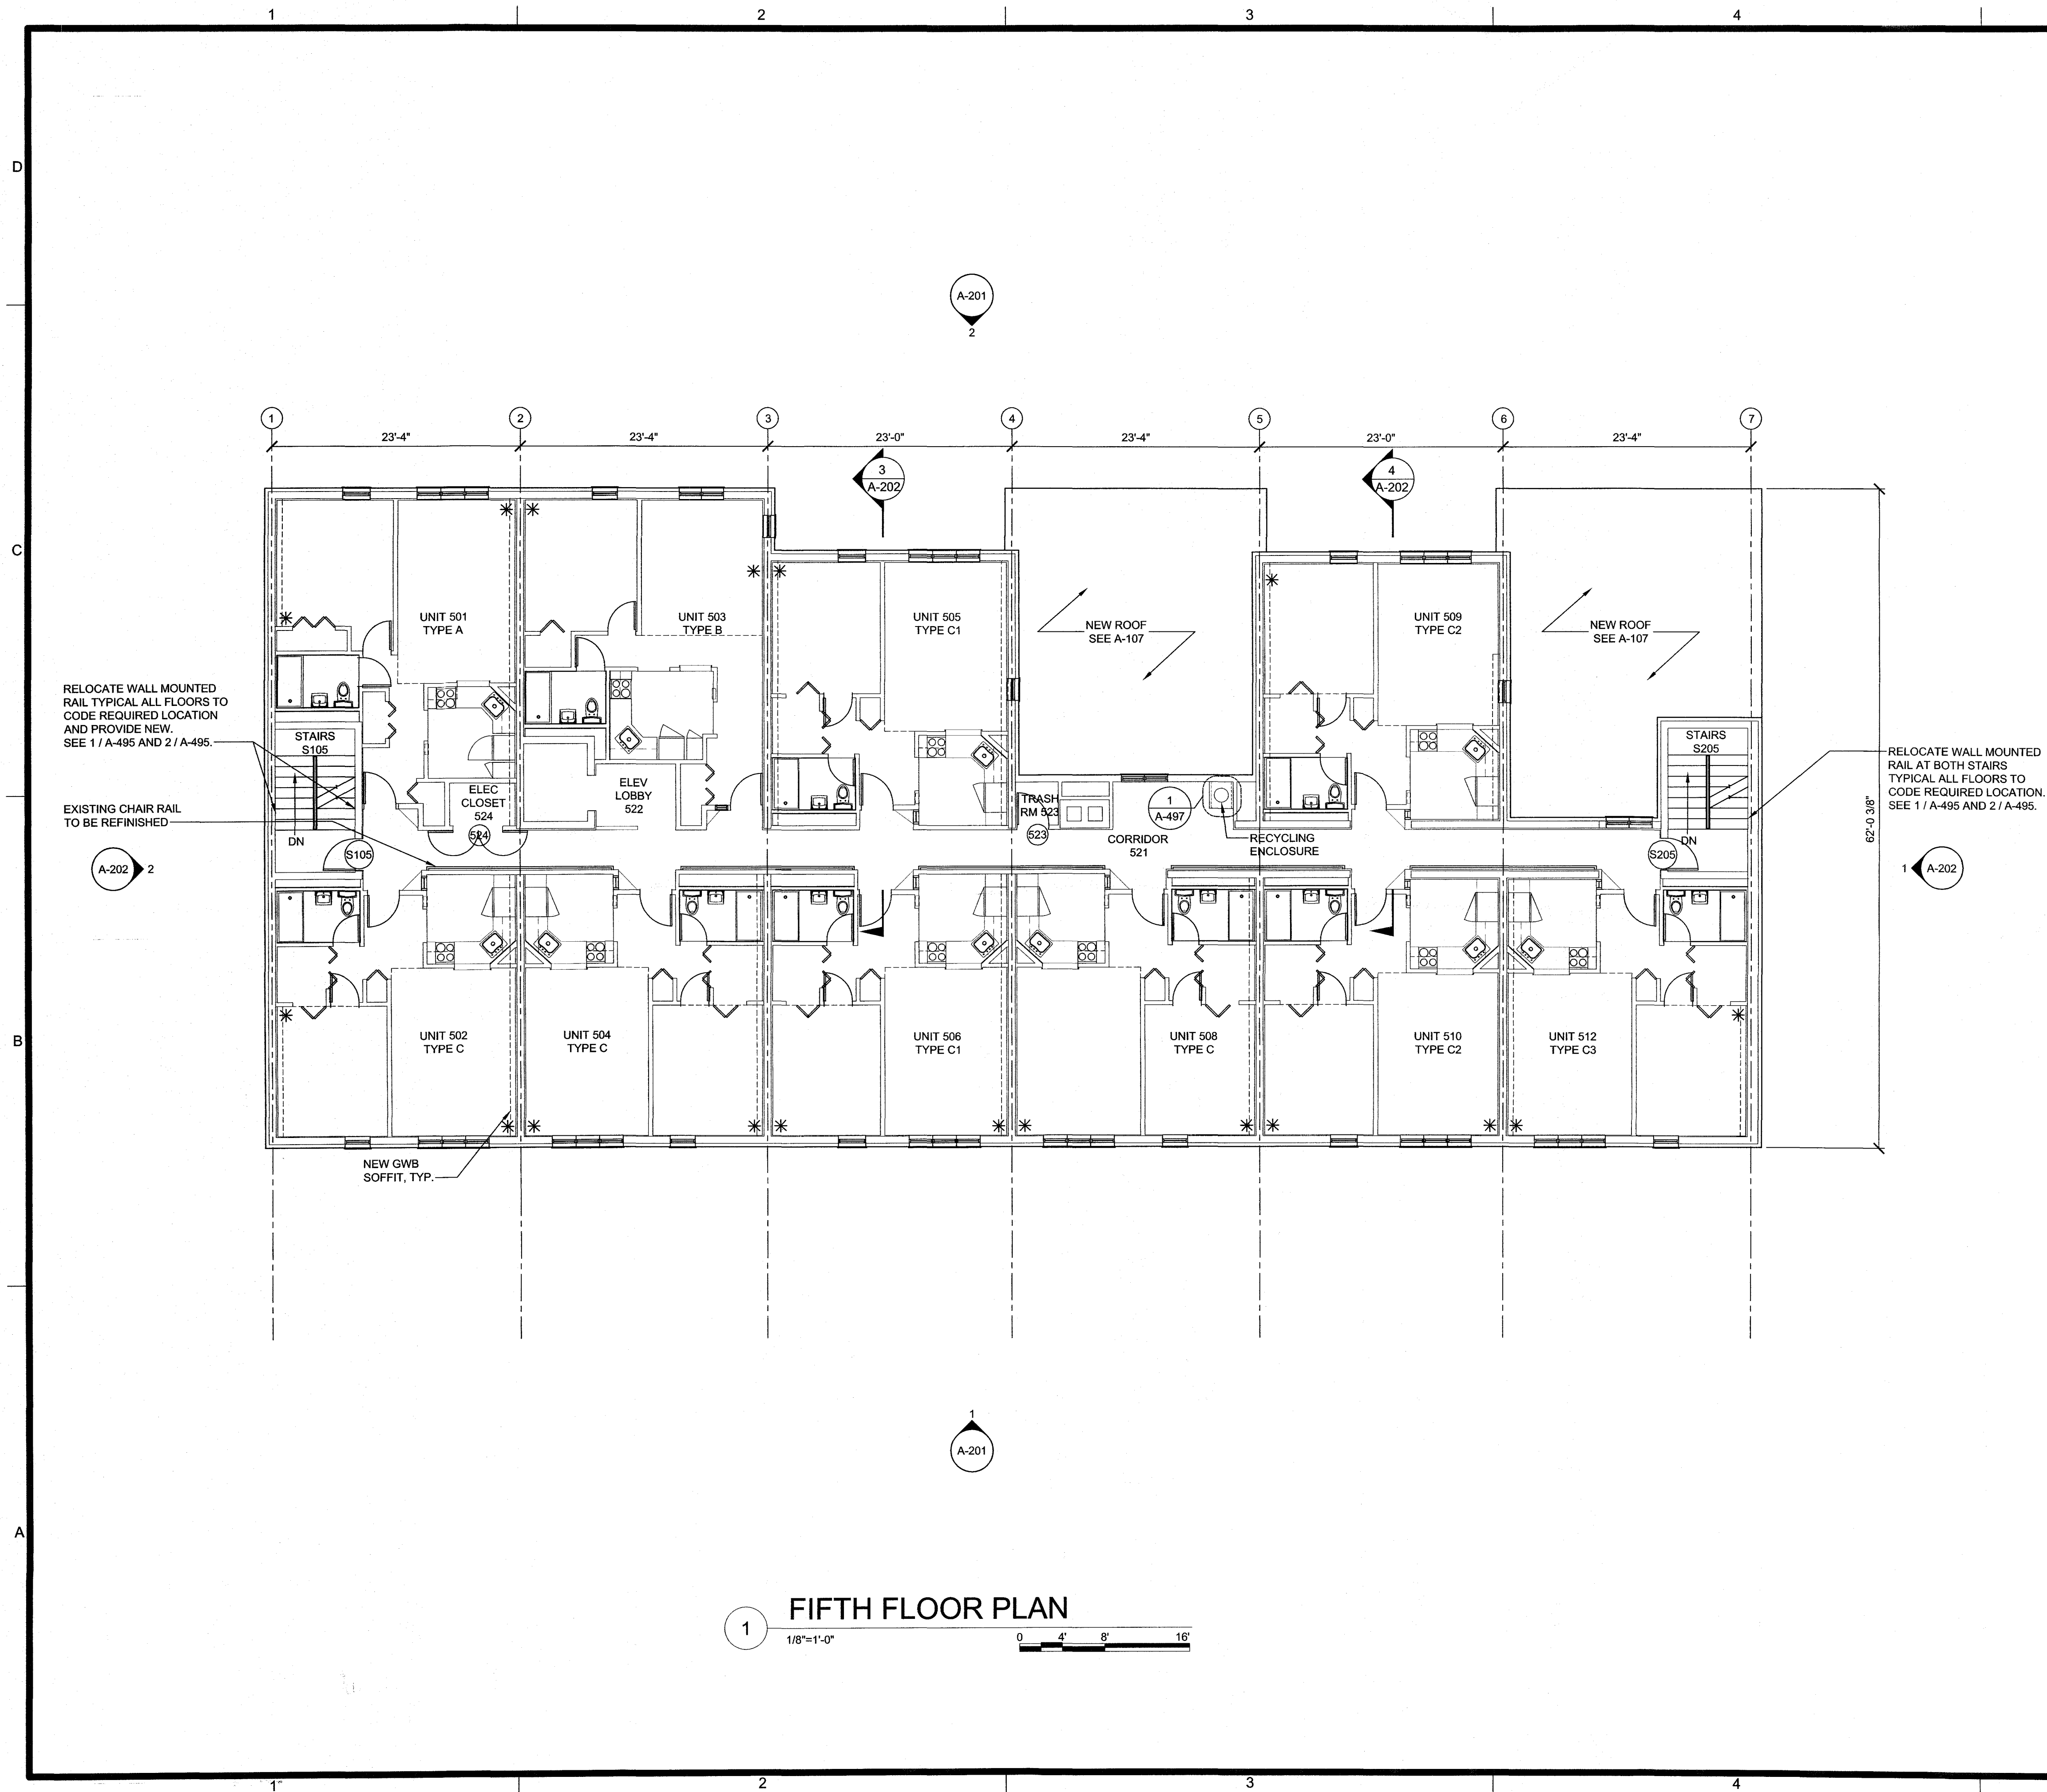 1 2 3 4
D
A-201
2
1 2 3 4 5 6 7
23'-4" 23'-4" 23'-0" 23'-4" 23'-0" 23'-4"
3
A-202
4
A-202
C
UNIT 501
TYPE A
UNIT 503
TYPE B
UNIT 505
TYPE C1
NEW ROOF
SEE A-107
UNIT 509
TYPE C2
NEW ROOF
SEE A-107
RELOCATE WALL MOUNTED
RAIL TYPICAL ALL FLOORS TO
CODE REQUIRED LOCATION
AND PROVIDE NEW.
SEE 1 / A-495 AND 2 / A-495.
STAIRS
S105
DN
EXISTING CHAIR RAIL
TO BE REFINISHED
ELEC
CLOSET
524
524
ELEV
LOBBY
522
TRASH
RM 523
523
1
A-497
CORRIDOR
521
RECYCLING
ENCLOSURE
STAIRS
S205
DN
RELOCATE WALL MOUNTED
RAIL AT BOTH STAIRS
TYPICAL ALL FLOORS TO
CODE REQUIRED LOCATION.
SEE 1 / A-495 AND 2 / A-495.
62'-0 3/8"
A-202 2
S105
S205
1 A-202
B
UNIT 502
TYPE C
UNIT 504
TYPE C
UNIT 506
TYPE C1
UNIT 508
TYPE C
UNIT 510
TYPE C2
UNIT 512
TYPE C3
NEW GWB
SOFFIT, TYP.
1
A-201
A
1
FIFTH FLOOR PLAN
1/8"=1'-0"
0 4' 8' 16'
1 2 3 4